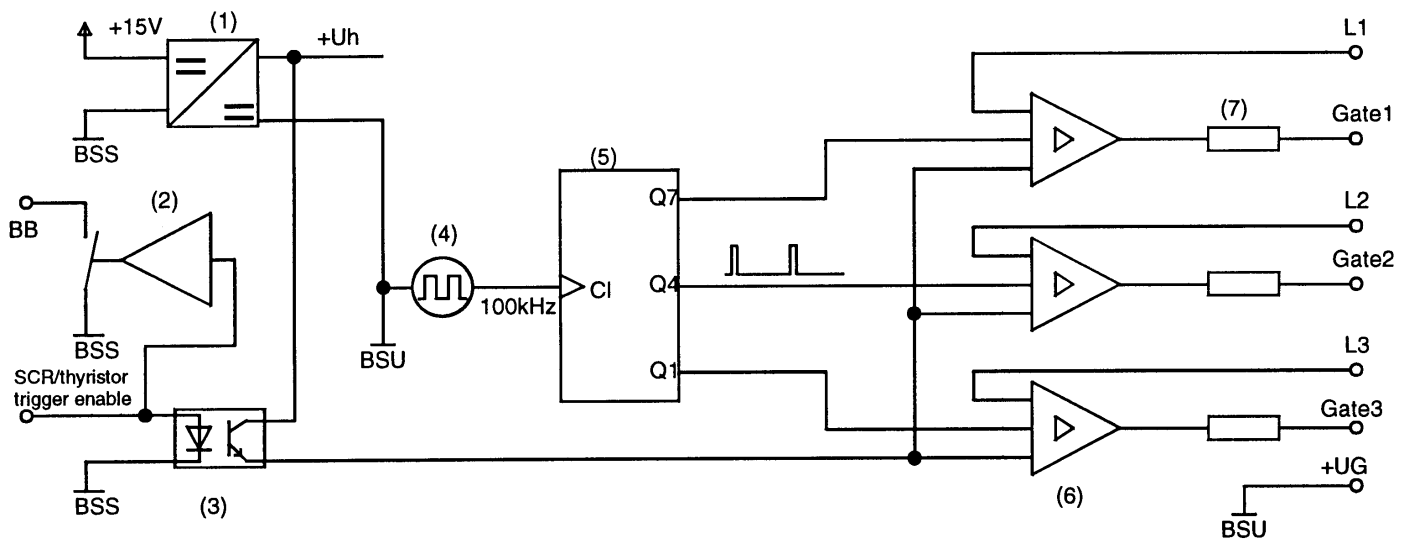 +15V
(1)
+Uh
L1
(7)
Gate1
BSS
(5)
Q7
(2)
BB
L2
(4)
Gate2
100kHz
CI
Q4
BSS
BSU
SCR/thyristor
trigger enable
Q1
L3
Gate3
+UG
BSS
(3)
(6)
BSU